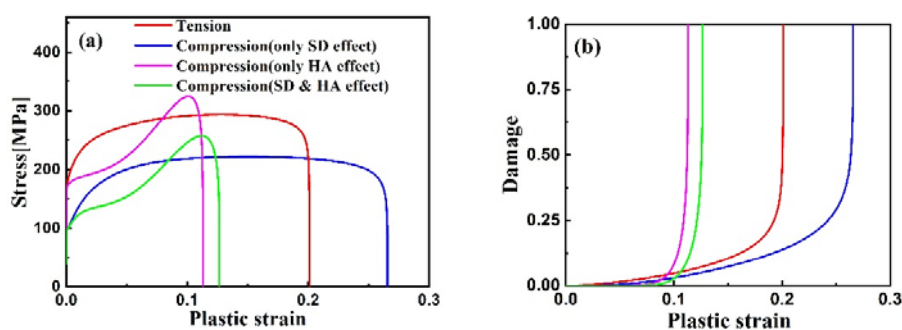 (a)
Tension
Compression(only SD effect)
Compression(only HA effect)
Compression(SD & HA effect)
400
300
200
100
0
Stress[MPa]
0.0 0.1 0.2 0.3
Plastic strain
(b)
1.00
0.75
0.50
0.25
0.00
Damage
0.0 0.1 0.2 0.3
Plastic strain